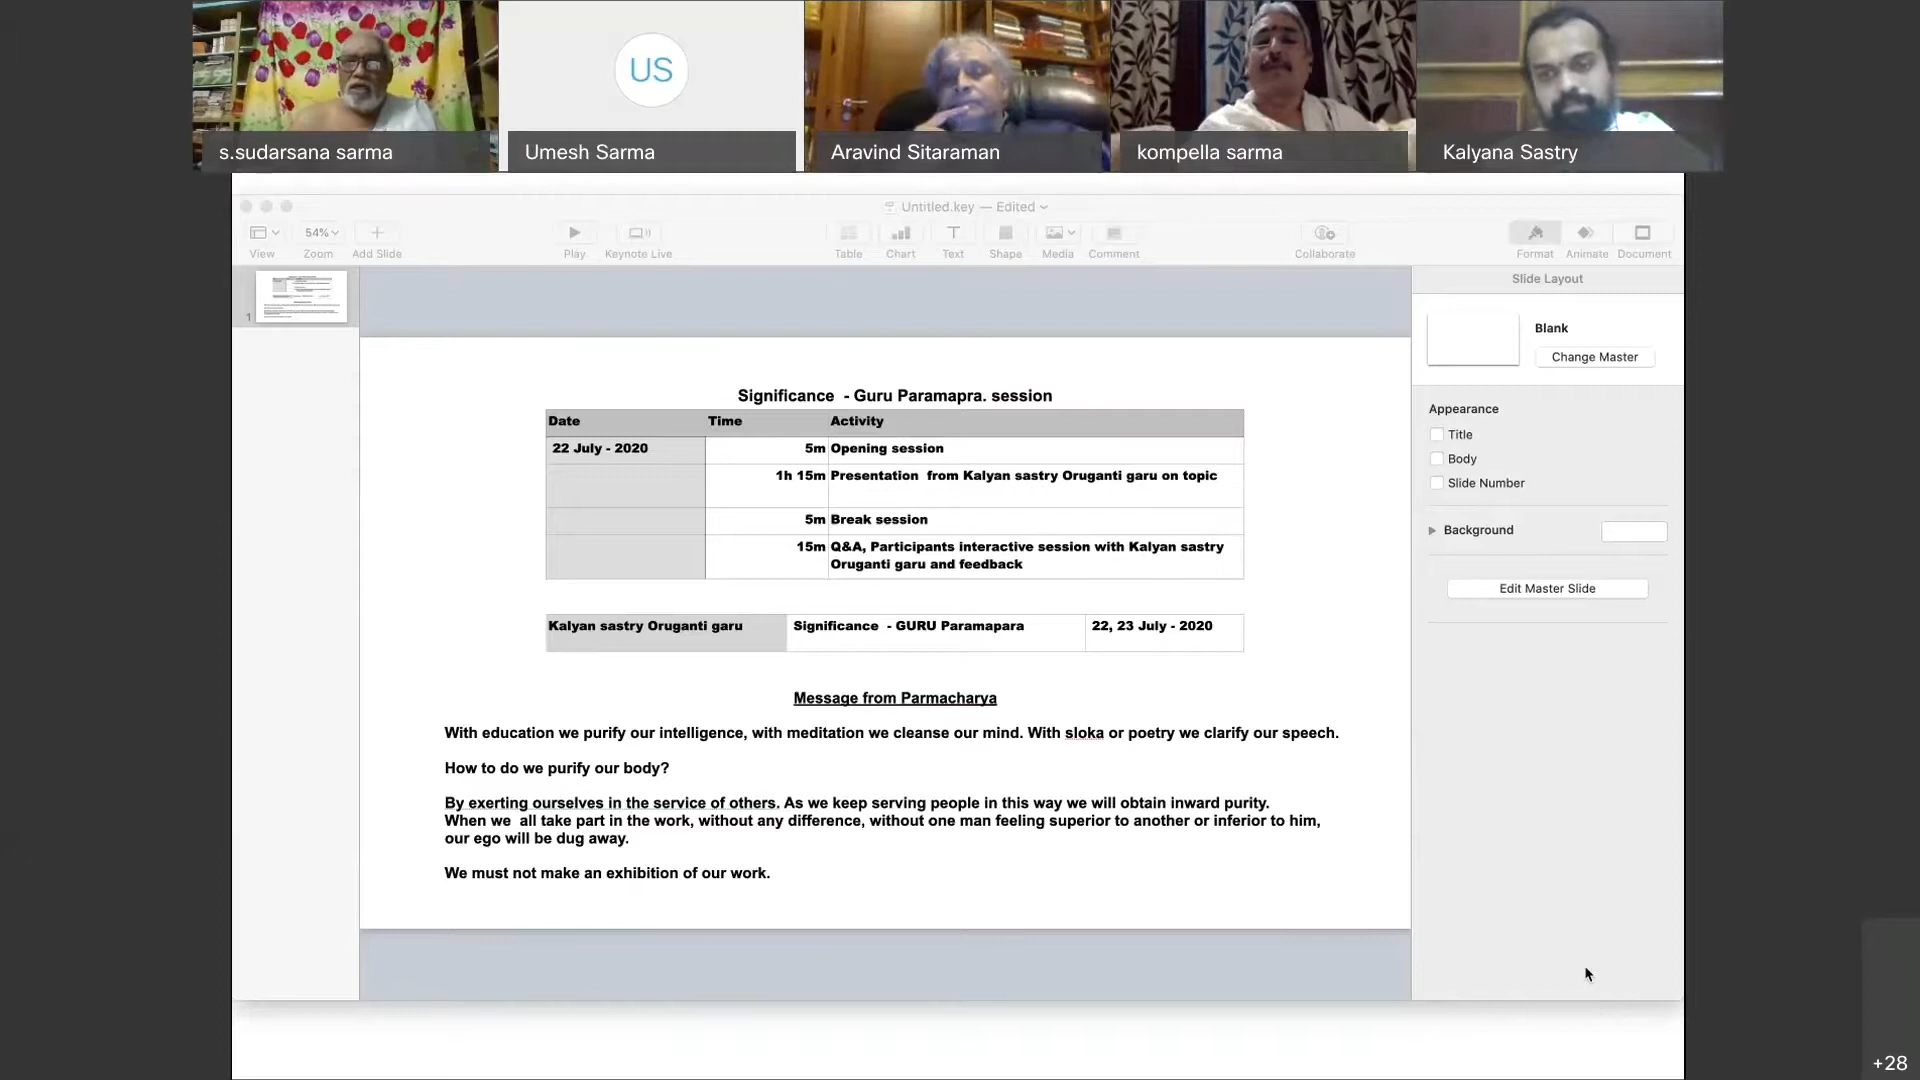 s.sudarsana sarma
US
Umesh Sarma
Aravind Sitaraman
kompella sarma
Kalyana Sastry
Untitled.key — Edited
View
54%
Zoom
Add Slide
Play
Keynote Live
Table
Chart
Text
Shape
Media
Comment
Collaborate
Format
Animate
Document
1
Slide Layout
Blank
Change Master
Appearance
Title
Body
Slide Number
Background
Edit Master Slide
Significance - Guru Paramapra. session
Date Time Activity
22 July - 2020 5m Opening session
1h 15m Presentation from Kalyan sastry Oruganti garu on topic
5m Break session
15m Q&A, Participants interactive session with Kalyan sastry
Oruganti garu and feedback
Kalyan sastry Oruganti garu Significance - GURU Paramapara 22, 23 July - 2020
Message from Parmacharya
With education we purify our intelligence, with meditation we cleanse our mind. With sloka or poetry we clarify our speech.
How to do we purify our body?
By exerting ourselves in the service of others. As we keep serving people in this way we will obtain inward purity.
When we all take part in the work, without any difference, without one man feeling superior to another or inferior to him,
our ego will be dug away.
We must not make an exhibition of our work.
+28